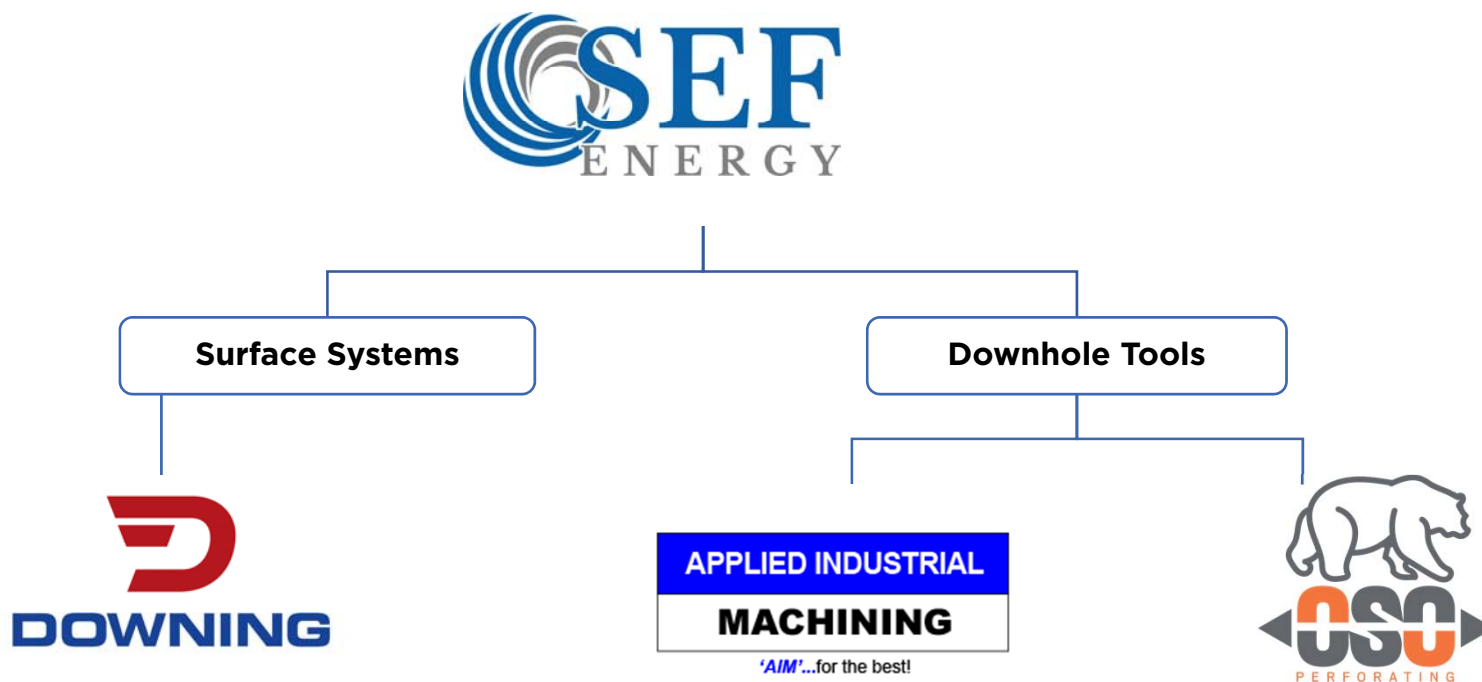 SEF
ENERGY
Surface Systems
Downhole Tools
DOWNING
APPLIED INDUSTRIAL
MACHINING
'AIM'...for the best!
OSO
PERFORATING